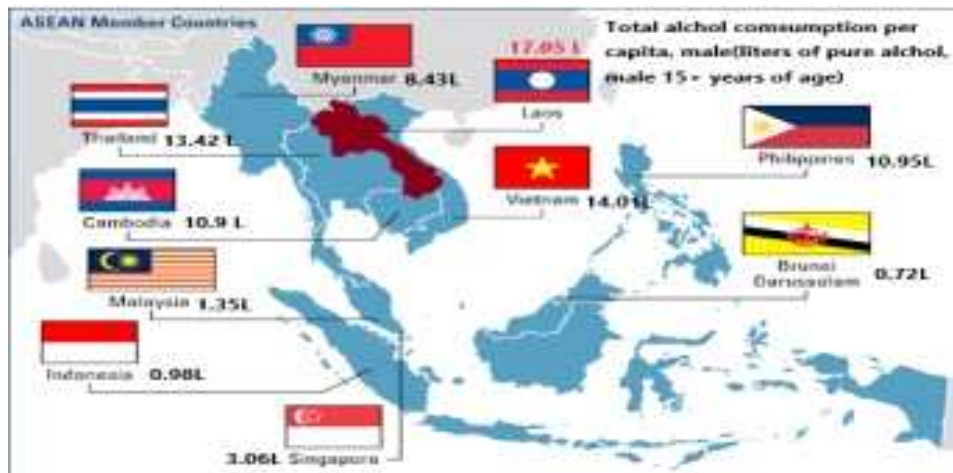 ASEAN Member Countries
Total alchol comsumption per
capita, male(liters of pure alchol,
male 15+ years of age)
17.05 L
Laos
Myanmar 6.43L
Thailand 13.42 L
Philippines 10.95L
Vietnam 14.01L
Cambodia 10.9 L
Brunei
Darussalam 0.72L
Malaysia 1.35L
Indonesia 0.98L
3.06L Singapore